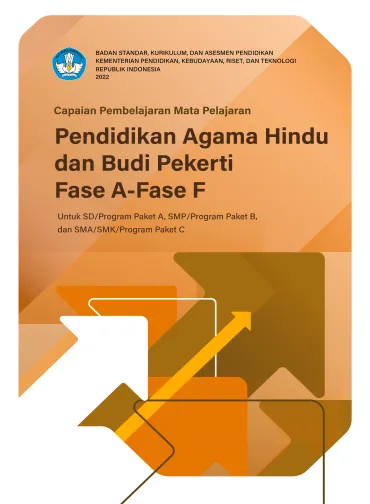 BADAN STANDAR, KURIKULUM, DAN ASESMEN PENDIDIKAN
KEMENTERIAN PENDIDIKAN, KEBUDAYAAN, RISET, DAN TEKNOLOGI
REPUBLIK INDONESIA
2022
Capaian Pembelajaran Mata Pelajaran
Pendidikan Agama Hindu
dan Budi Pekerti
Fase A-Fase F
Untuk SD/Program Paket A, SMP/Program Paket B,
dan SMA/SMK/Program Paket C